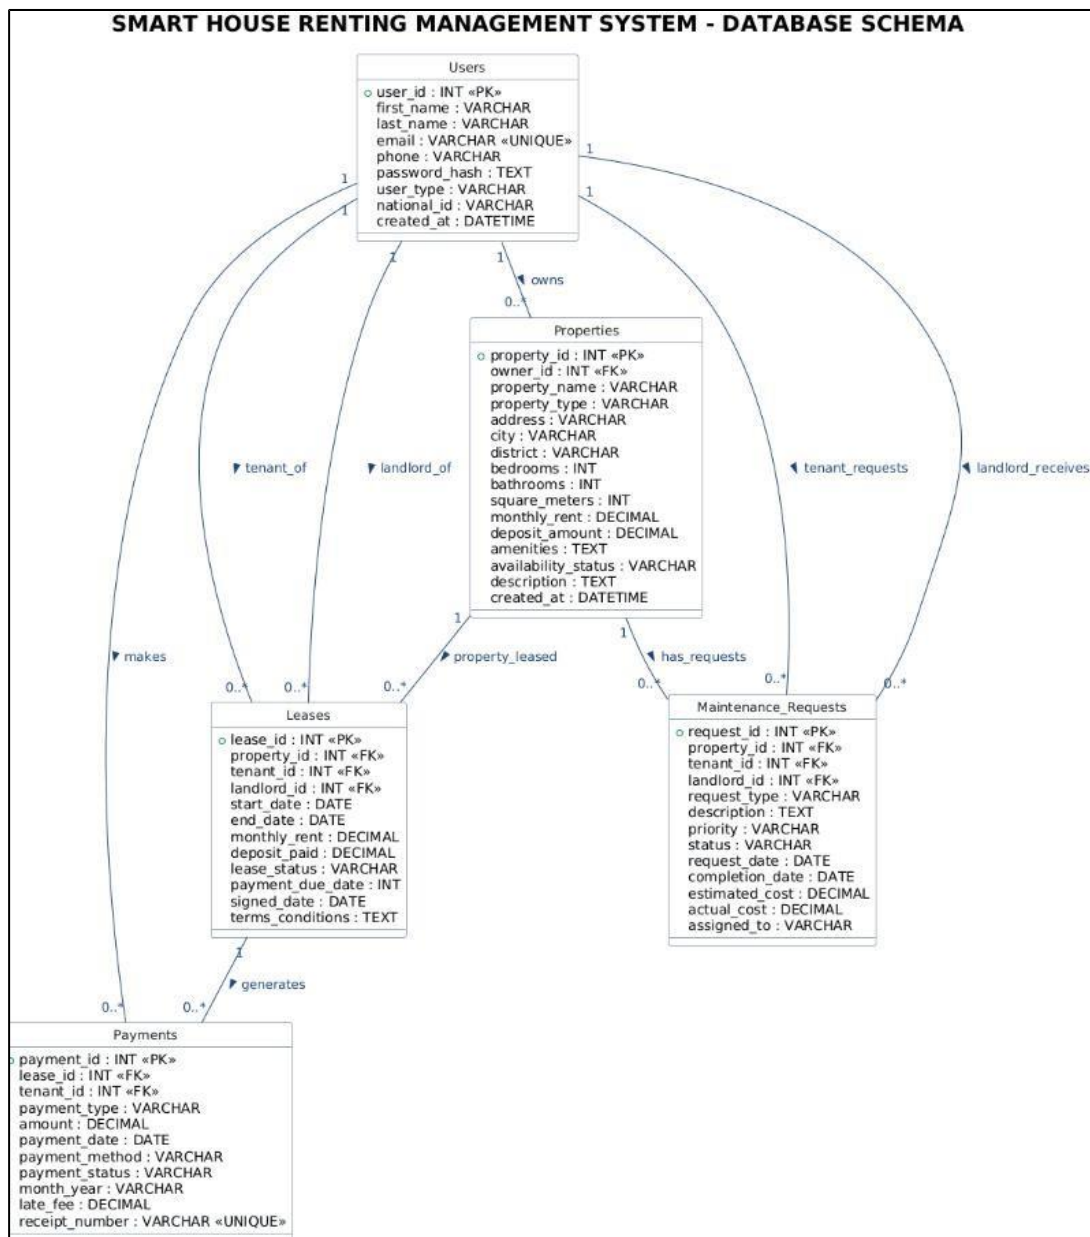 SMART HOUSE RENTING MANAGEMENT SYSTEM - DATABASE SCHEMA
Users
user_id : INT «PK»
first_name : VARCHAR
last_name : VARCHAR
email : VARCHAR «UNIQUE»
phone : VARCHAR
password_hash : TEXT
user_type : VARCHAR
national_id : VARCHAR
created_at : DATETIME
1
1
1
1
1
1
owns
0..*
Properties
property_id : INT «PK»
owner_id : INT «FK»
property_name : VARCHAR
property_type : VARCHAR
address : VARCHAR
city : VARCHAR
district : VARCHAR
bedrooms : INT
bathrooms : INT
square_meters : INT
monthly_rent : DECIMAL
deposit_amount : DECIMAL
amenities : TEXT
availability_status : VARCHAR
description : TEXT
created_at : DATETIME
tenant_of
landlord_of
tenant_requests
landlord_receives
1
1
makes
property_leased
has_requests
0..*
0..*
0..*
0..*
0..*
0..*
Leases
lease_id : INT «PK»
property_id : INT «FK»
tenant_id : INT «FK»
landlord_id : INT «FK»
start_date : DATE
end_date : DATE
monthly_rent : DECIMAL
deposit_paid : DECIMAL
lease_status : VARCHAR
payment_due_date : INT
signed_date : DATE
terms_conditions : TEXT
Maintenance_Requests
request_id : INT «PK»
property_id : INT «FK»
tenant_id : INT «FK»
landlord_id : INT «FK»
request_type : VARCHAR
description : TEXT
priority : VARCHAR
status : VARCHAR
request_date : DATE
completion_date : DATE
estimated_cost : DECIMAL
actual_cost : DECIMAL
assigned_to : VARCHAR
1
generates
0..*
0..*
Payments
payment_id : INT «PK»
lease_id : INT «FK»
tenant_id : INT «FK»
payment_type : VARCHAR
amount : DECIMAL
payment_date : DATE
payment_method : VARCHAR
payment_status : VARCHAR
month_year : VARCHAR
late_fee : DECIMAL
receipt_number : VARCHAR «UNIQUE»